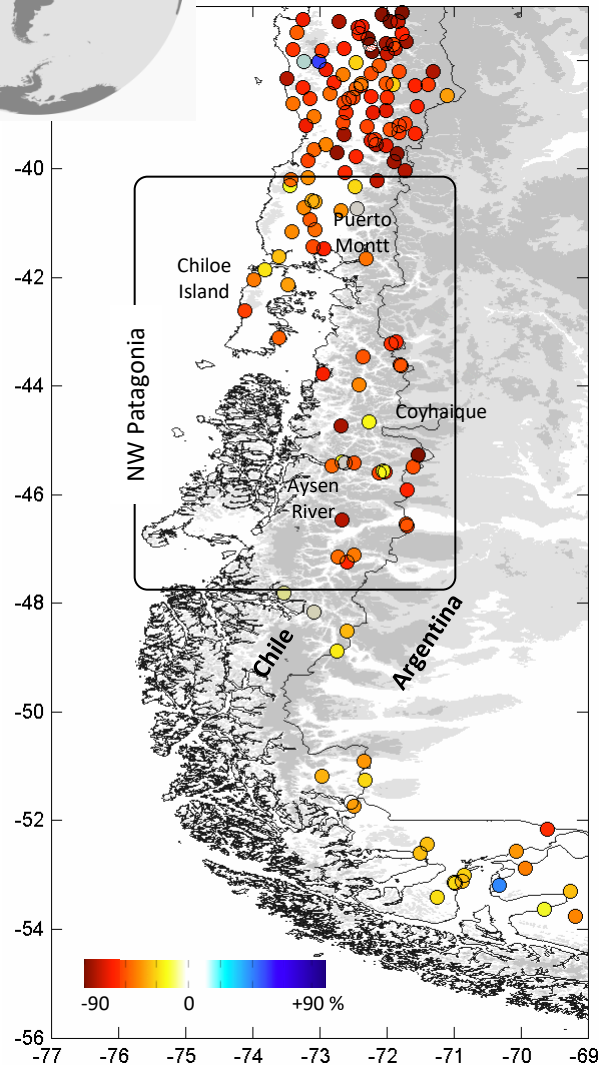 -40
Puerto
Montt
-42
Chiloe
Island
NW Patagonia
-44
Coyhaique
-46
Aysen
River
-48
Chile
Argentina
-50
-52
-54
-90
0
+90 %
-56
-77
-75
-74
-73
-72
-71
-70
-69